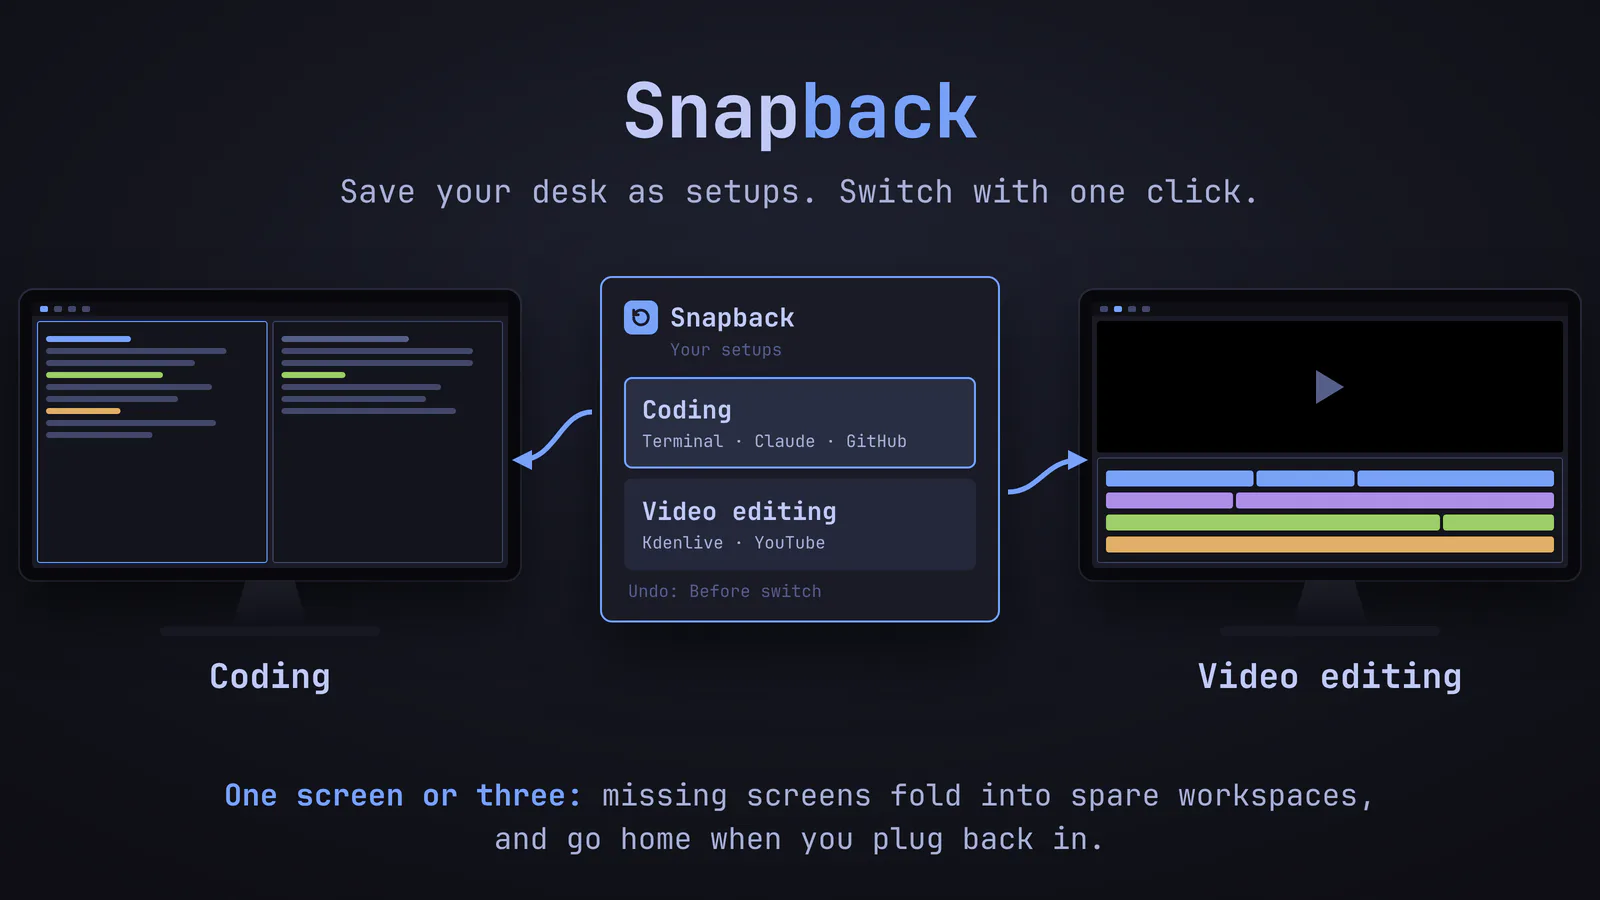 Snapback
Save your desk as setups. Switch with one click.
Snapback
Your setups
Coding
Terminal · Claude · GitHub
Video editing
Kdenlive · YouTube
Undo: Before switch
Coding
Video editing
One screen or three: missing screens fold into spare workspaces,
and go home when you plug back in.